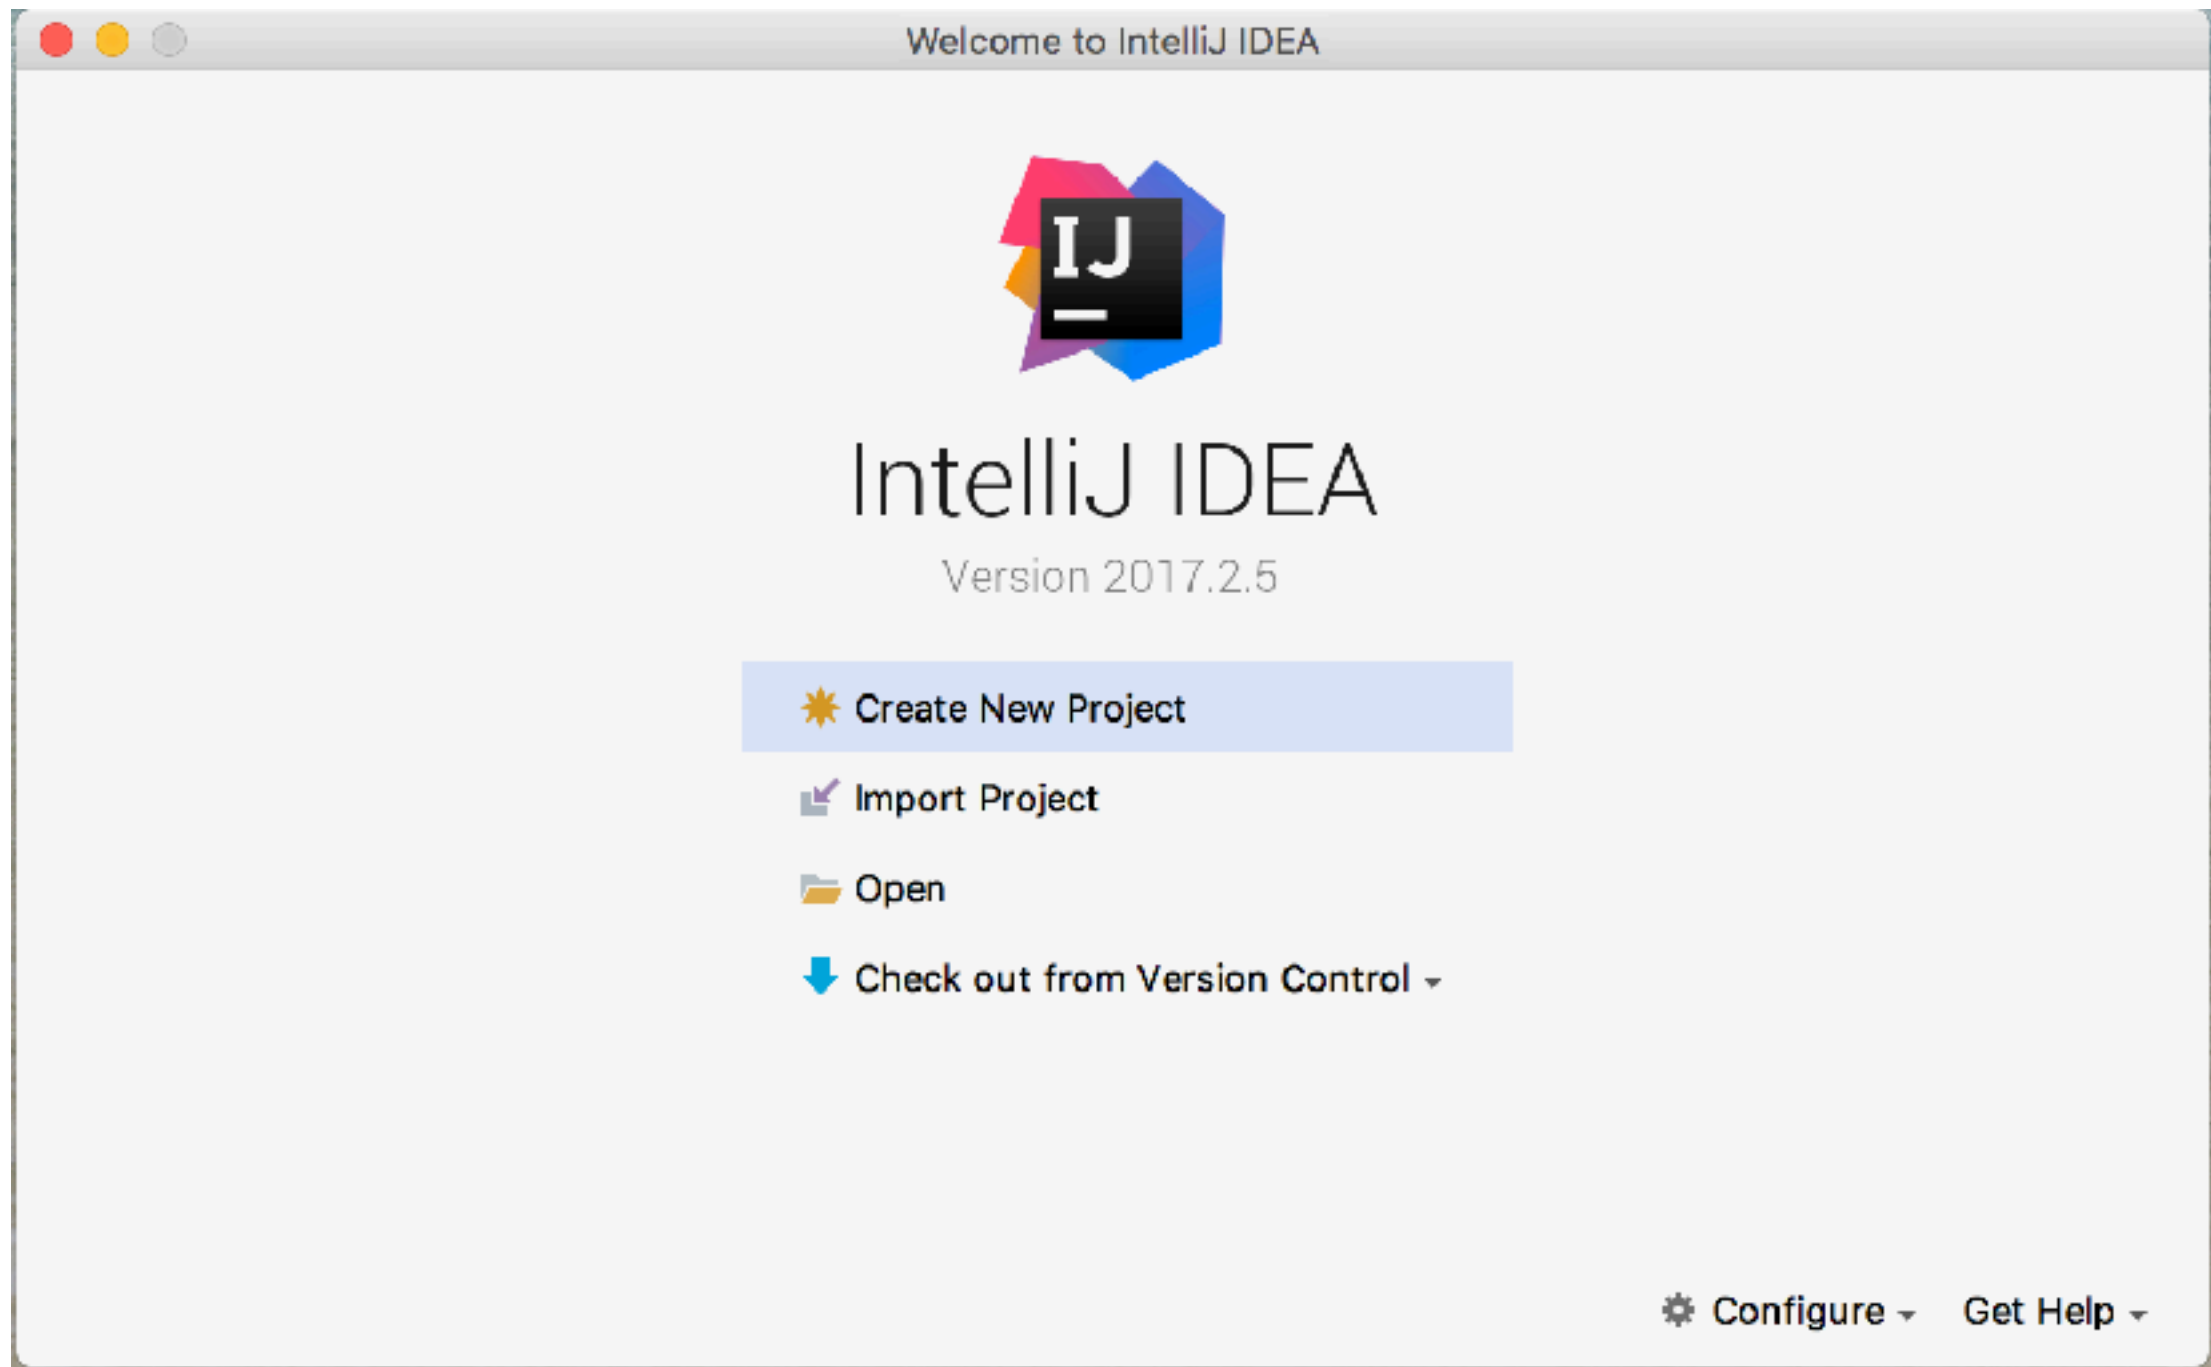 Welcome to IntelliJ IDEA
IJ
IntelliJ IDEA
Version 2017.2.5
Create New Project
Import Project
Open
Check out from Version Control
Configure
Get Help